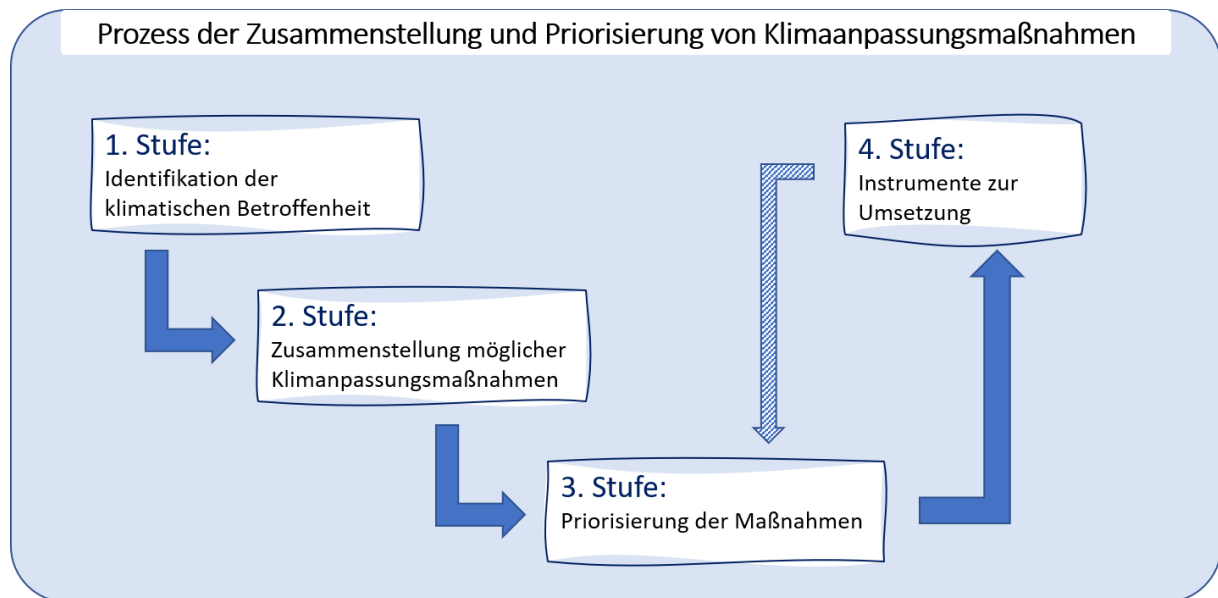 Prozess der Zusammenstellung und Priorisierung von Klimaanpassungsmaßnahmen
1. Stufe:
Identifikation der
klimatischen Betroffenheit
2. Stufe:
Zusammenstellung möglicher
Klimanpassungsmaßnahmen
3. Stufe:
Priorisierung der Maßnahmen
4. Stufe:
Instrumente zur
Umsetzung